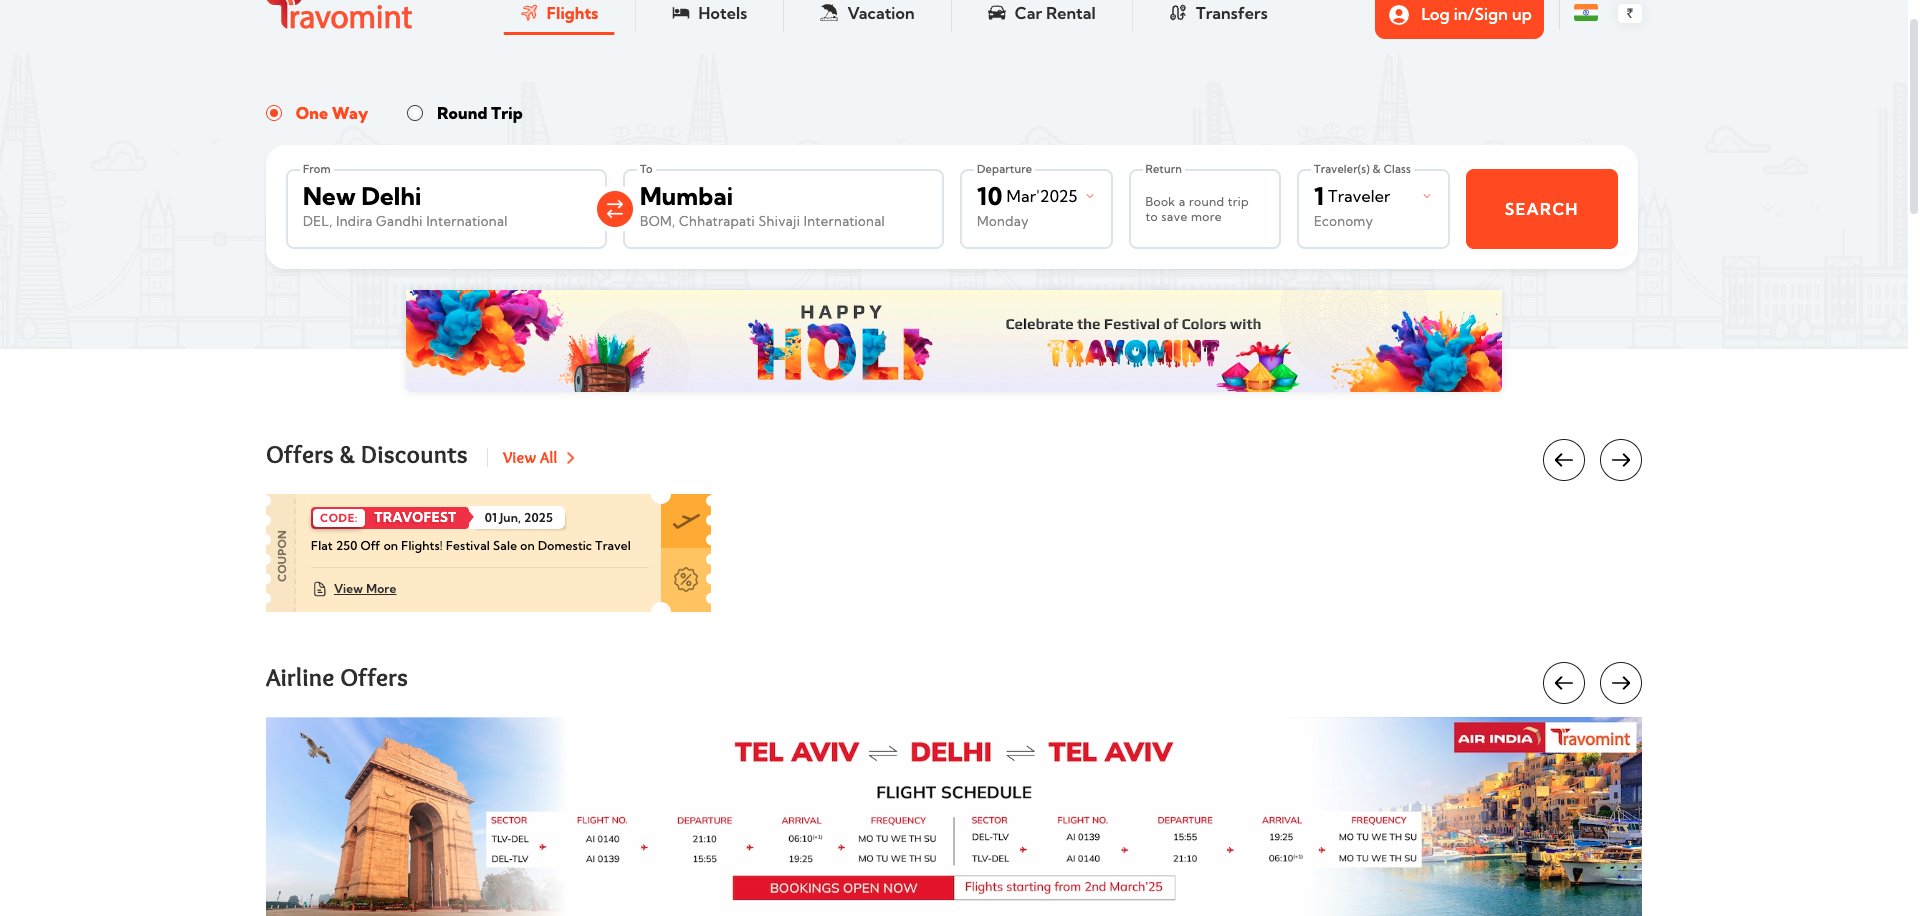 Travomint
Flights
Hotels
Vacation
Car Rental
Transfers
Log in/Sign up
₹
One Way
Round Trip
From
New Delhi
DEL, Indira Gandhi International
To
Mumbai
BOM, Chhatrapati Shivaji International
Departure
10 Mar'2025
Monday
Return
Book a round trip
to save more
Traveler(s) & Class
1 Traveler
Economy
SEARCH
HAPPY
HOLI
Celebrate the Festival of Colors with
TRAVOMINT
Offers & Discounts
View All
COUPON
CODE: TRAVOFEST 01 Jun, 2025
Flat 250 Off on Flights! Festival Sale on Domestic Travel
View More
Airline Offers
AIR INDIA Travomint
TEL AVIV DELHI TEL AVIV
FLIGHT SCHEDULE
SECTOR FLIGHT NO. DEPARTURE ARRIVAL FREQUENCY
TLV-DEL AI 0140 21:10 06:10(+1) MO TU WE TH SU
DEL-TLV AI 0139 15:55 19:25 MO TU WE TH SU
SECTOR FLIGHT NO. DEPARTURE ARRIVAL FREQUENCY
DEL-TLV AI 0139 15:55 19:25 MO TU WE TH SU
TLV-DEL AI 0140 21:10 06:10(+1) MO TU WE TH SU
BOOKINGS OPEN NOW Flights starting from 2nd March'25